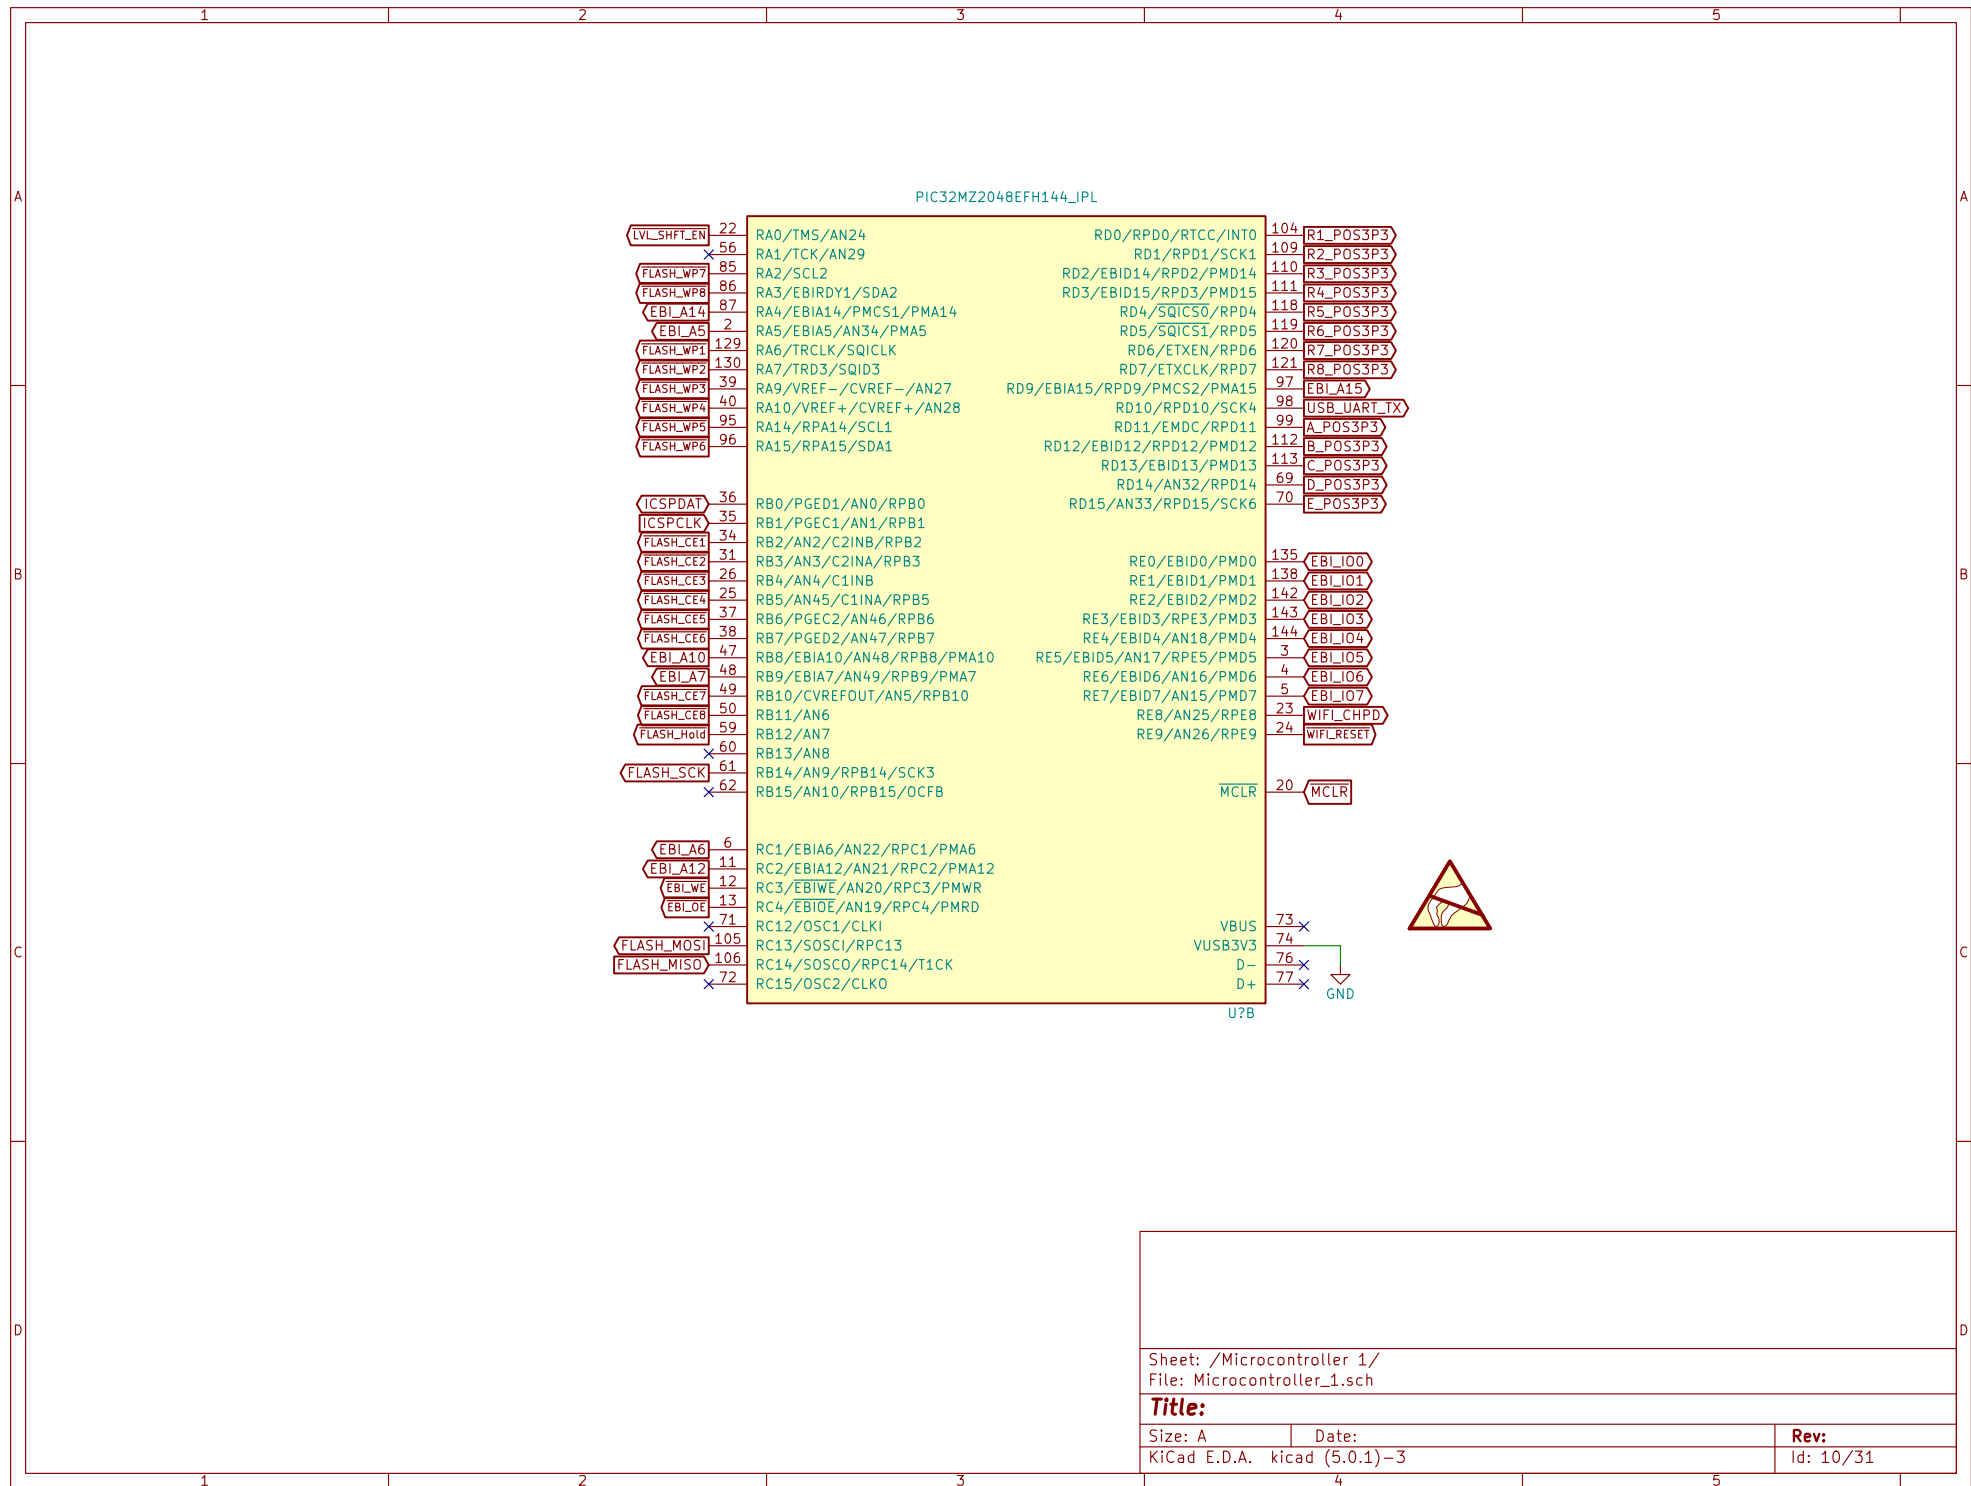 1 2 3 4 5
A A
PIC32MZ2048EFH144_IPL
LVL_SHFT_EN 22 RA0/TMS/AN24 RD0/RPD0/RTCC/INT0 104 R1_POS3P3
56 RA1/TCK/AN29 RD1/RPD1/SCK1 109 R2_POS3P3
FLASH_WP7 85 RA2/SCL2 RD2/EBID14/RPD2/PMD14 110 R3_POS3P3
FLASH_WP8 86 RA3/EBIRDY1/SDA2 RD3/EBID15/RPD3/PMD15 111 R4_POS3P3
EBI_A14 87 RA4/EBIA14/PMCS1/PMA14 RD4/SQICS0/RPD4 118 R5_POS3P3
EBI_A5 2 RA5/EBIA5/AN34/PMA5 RD5/SQICS1/RPD5 119 R6_POS3P3
FLASH_WP1 129 RA6/TRCLK/SQICLK RD6/ETXEN/RPD6 120 R7_POS3P3
FLASH_WP2 130 RA7/TRD3/SQID3 RD7/ETXCLK/RPD7 121 R8_POS3P3
FLASH_WP3 39 RA9/VREF-/CVREF-/AN27 RD9/EBIA15/RPD9/PMCS2/PMA15 97 EBI_A15
FLASH_WP4 40 RA10/VREF+/CVREF+/AN28 RD10/RPD10/SCK4 98 USB_UART_TX
FLASH_WP5 95 RA14/RPA14/SCL1 RD11/EMDC/RPD11 99 A_POS3P3
FLASH_WP6 96 RA15/RPA15/SDA1 RD12/EBID12/RPD12/PMD12 112 B_POS3P3
RD13/EBID13/PMD13 113 C_POS3P3
RD14/AN32/RPD14 69 D_POS3P3
ICSPDAT 36 RB0/PGED1/AN0/RPB0 RD15/AN33/RPD15/SCK6 70 E_POS3P3
ICSPCLK 35 RB1/PGEC1/AN1/RPB1
FLASH_CE1 34 RB2/AN2/C2INB/RPB2
FLASH_CE2 31 RB3/AN3/C2INA/RPB3 RE0/EBID0/PMD0 135 EBI_IO0
B B
FLASH_CE3 26 RB4/AN4/C1INB RE1/EBID1/PMD1 138 EBI_IO1
FLASH_CE4 25 RB5/AN45/C1INA/RPB5 RE2/EBID2/PMD2 142 EBI_IO2
FLASH_CE5 37 RB6/PGEC2/AN46/RPB6 RE3/EBID3/RPE3/PMD3 143 EBI_IO3
FLASH_CE6 38 RB7/PGED2/AN47/RPB7 RE4/EBID4/AN18/PMD4 144 EBI_IO4
EBI_A10 47 RB8/EBIA10/AN48/RPB8/PMA10 RE5/EBID5/AN17/RPE5/PMD5 3 EBI_IO5
EBI_A7 48 RB9/EBIA7/AN49/RPB9/PMA7 RE6/EBID6/AN16/PMD6 4 EBI_IO6
FLASH_CE7 49 RB10/CVREFOUT/AN5/RPB10 RE7/EBID7/AN15/PMD7 5 EBI_IO7
FLASH_CE8 50 RB11/AN6 RE8/AN25/RPE8 23 WIFI_CHPD
FLASH_Hold 59 RB12/AN7 RE9/AN26/RPE9 24 WIFI_RESET
60 RB13/AN8
FLASH_SCK 61 RB14/AN9/RPB14/SCK3
62 RB15/AN10/RPB15/OCFB MCLR 20 MCLR
EBI_A6 6 RC1/EBIA6/AN22/RPC1/PMA6
EBI_A12 11 RC2/EBIA12/AN21/RPC2/PMA12
EBI_WE 12 RC3/EBIWE/AN20/RPC3/PMWR
EBI_OE 13 RC4/EBIOE/AN19/RPC4/PMRD
71 RC12/OSC1/CLKI VBUS 73
FLASH_MOSI 105 RC13/SOSCI/RPC13 VUSB3V3 74
C C
FLASH_MISO 106 RC14/SOSCO/RPC14/T1CK D- 76
72 RC15/OSC2/CLKO D+ 77
GND
U?B
D D
Sheet: /Microcontroller 1/
File: Microcontroller_1.sch
Title:
Size: A Date: Rev:
KiCad E.D.A. kicad (5.0.1)-3 Id: 10/31
1 2 3 4 5